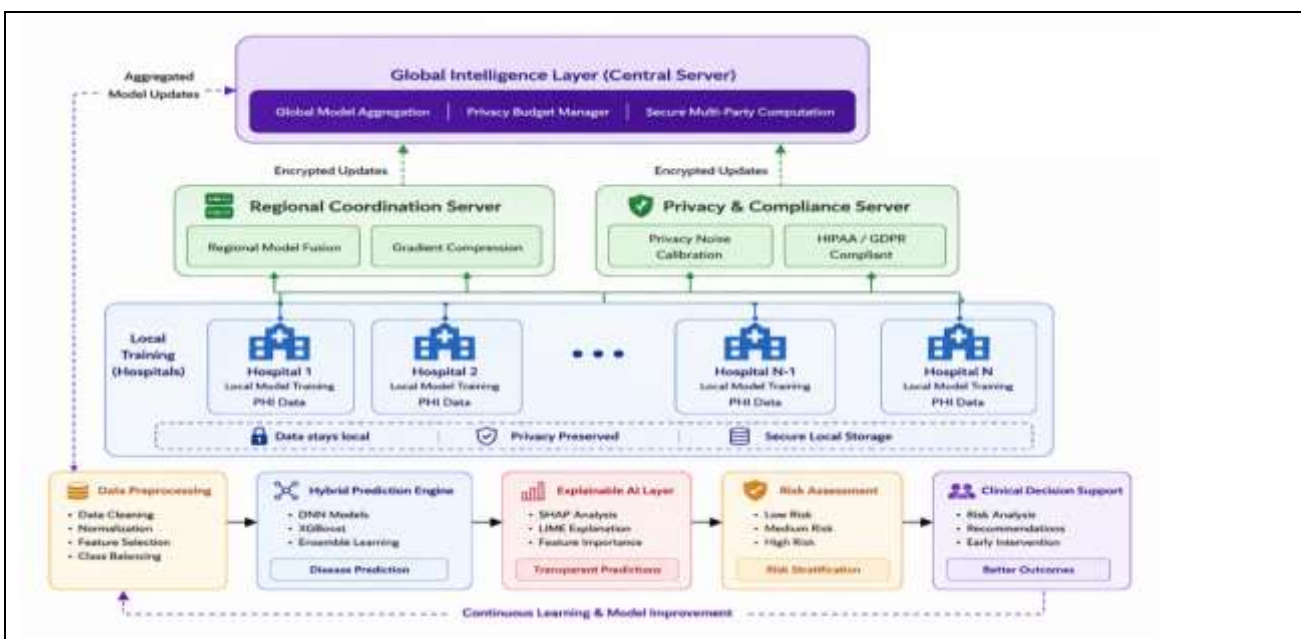 Global Intelligence Layer (Central Server)
Aggregated
Model Updates
Global Model Aggregation | Privacy Budget Manager | Secure Multi-Party Computation
Encrypted Updates
Encrypted Updates
Regional Coordination Server
Regional Model Fusion
Gradient Compression
Privacy & Compliance Server
Privacy Noise
Calibration
HIPAA / GDPR
Compliant
Local
Training
(Hospitals)
Hospital 1
Local Model Training
PHI Data
Hospital 2
Local Model Training
PHI Data
Hospital N-1
Local Model Training
PHI Data
Hospital N
Local Model Training
PHI Data
Data stays local
Privacy Preserved
Secure Local Storage
Data Preprocessing
• Data Cleaning
• Normalization
• Feature Selection
• Class Balancing
Hybrid Prediction Engine
• DNN Models
• XGBoost
• Ensemble Learning
Disease Prediction
Explainable AI Layer
• SHAP Analysis
• LIME Explanation
• Feature Importance
Transparent Predictions
Risk Assessment
• Low Risk
• Medium Risk
• High Risk
Risk Stratification
Clinical Decision Support
• Risk Analysis
• Recommendations
• Early Intervention
Better Outcomes
Continuous Learning & Model Improvement